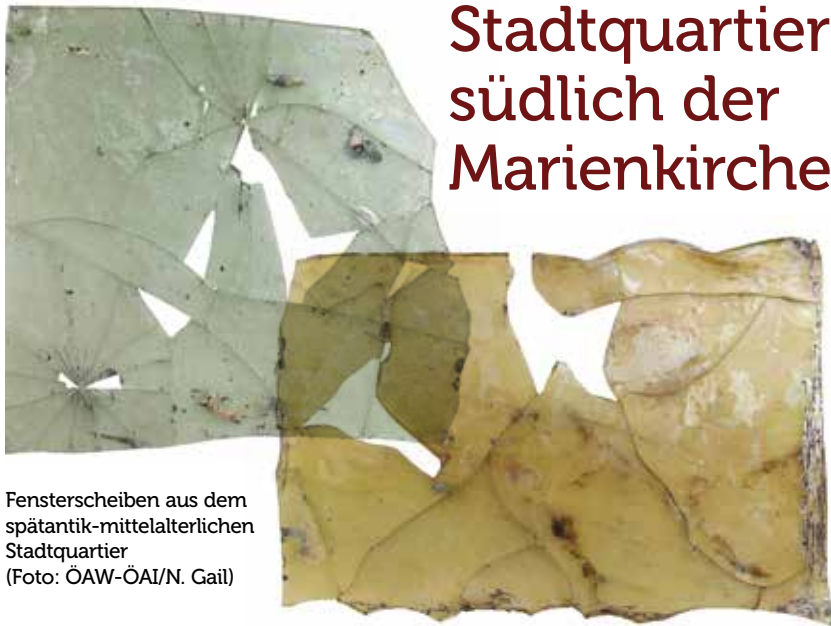 Stadtquartier
südlich der
Marienkirche
Fensterscheiben aus dem
spätantik-mittelalterlichen
Stadtquartier
(Foto: ÖAW-ÖAI/N. Gail)